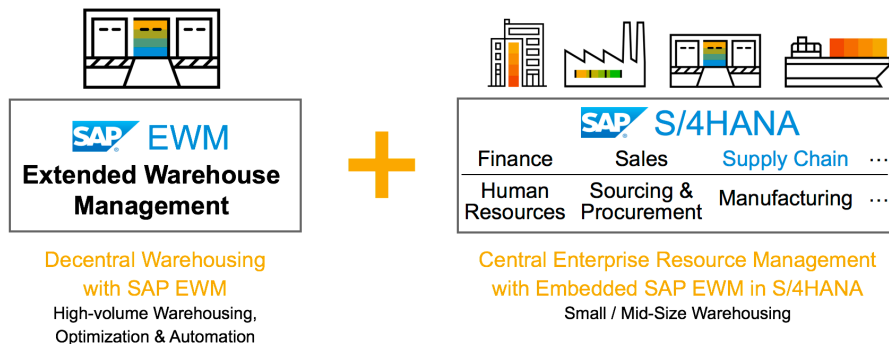 SAP EWM
Extended Warehouse
Management
Decentral Warehousing
with SAP EWM
High-volume Warehousing,
Optimization & Automation
+
SAP S/4HANA
Finance Sales Supply Chain ...
Human Resources Sourcing & Procurement Manufacturing ...
Central Enterprise Resource Management
with Embedded SAP EWM in S/4HANA
Small / Mid-Size Warehousing